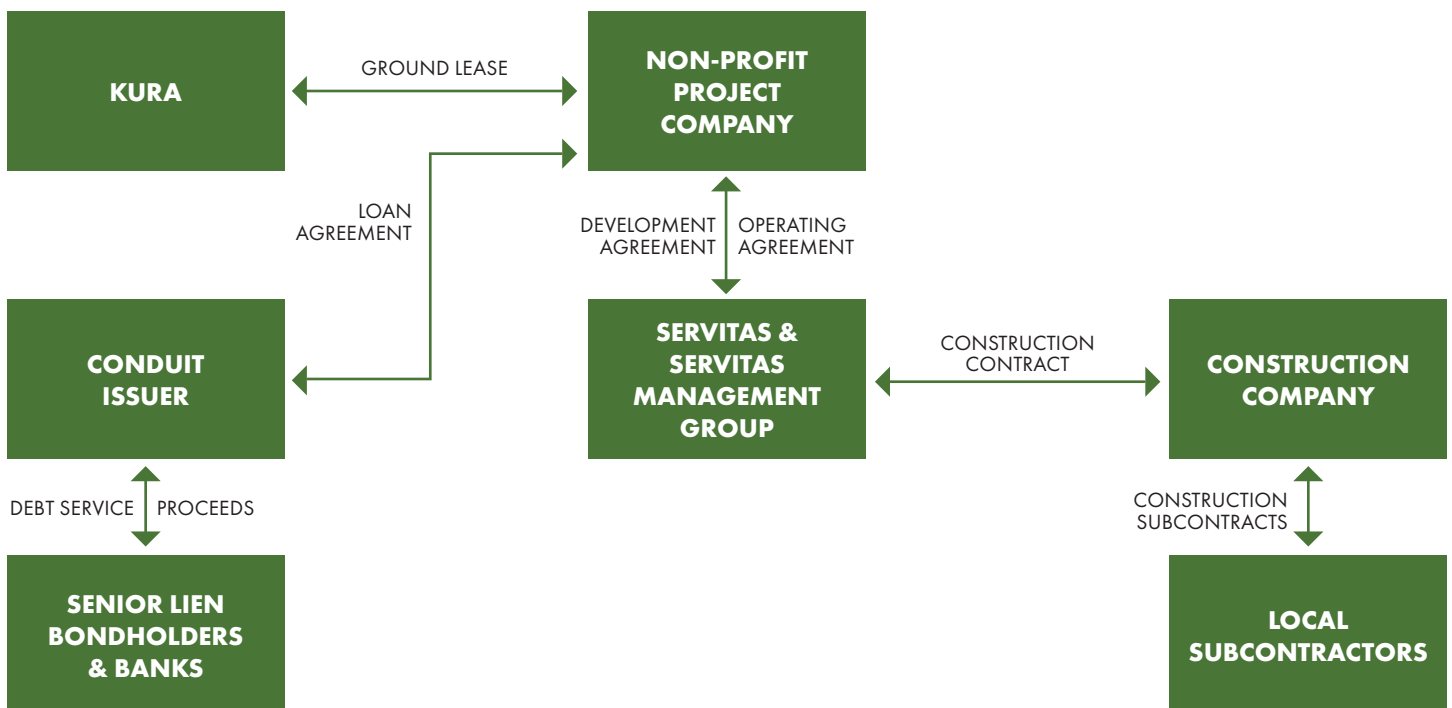 KURA
GROUND LEASE
NON-PROFIT
PROJECT
COMPANY
LOAN
AGREEMENT
DEVELOPMENT
AGREEMENT
OPERATING
AGREEMENT
CONDUIT
ISSUER
SERVITAS &
SERVITAS
MANAGEMENT
GROUP
CONSTRUCTION
CONTRACT
CONSTRUCTION
COMPANY
DEBT SERVICE
PROCEEDS
CONSTRUCTION
SUBCONTRACTS
SENIOR LIEN
BONDHOLDERS
& BANKS
LOCAL
SUBCONTRACTORS